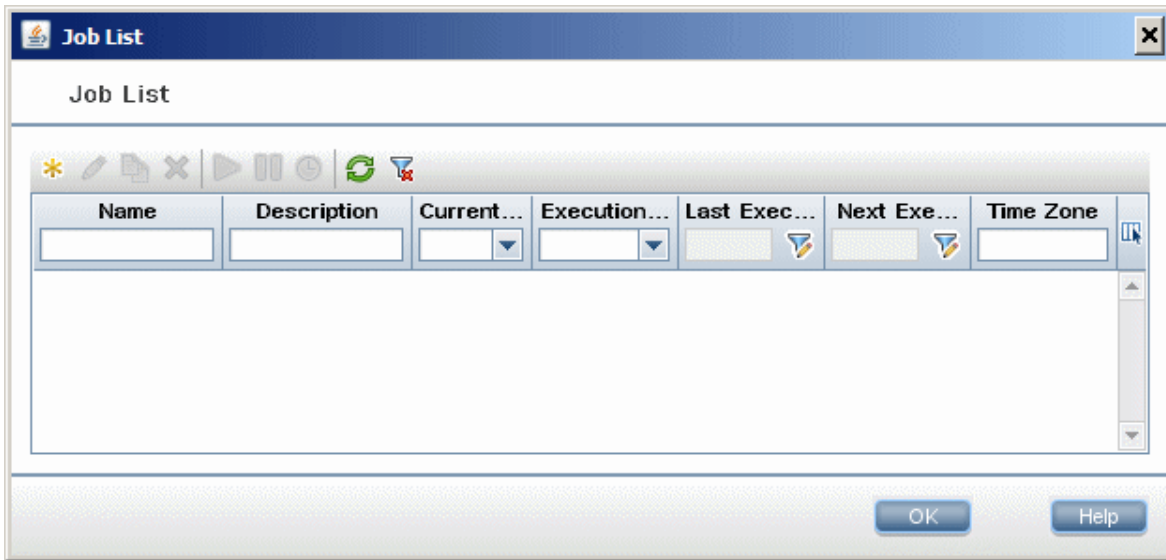 Job List
Job List
Name Description Current... Execution... Last Exec... Next Exe... Time Zone
OK Help